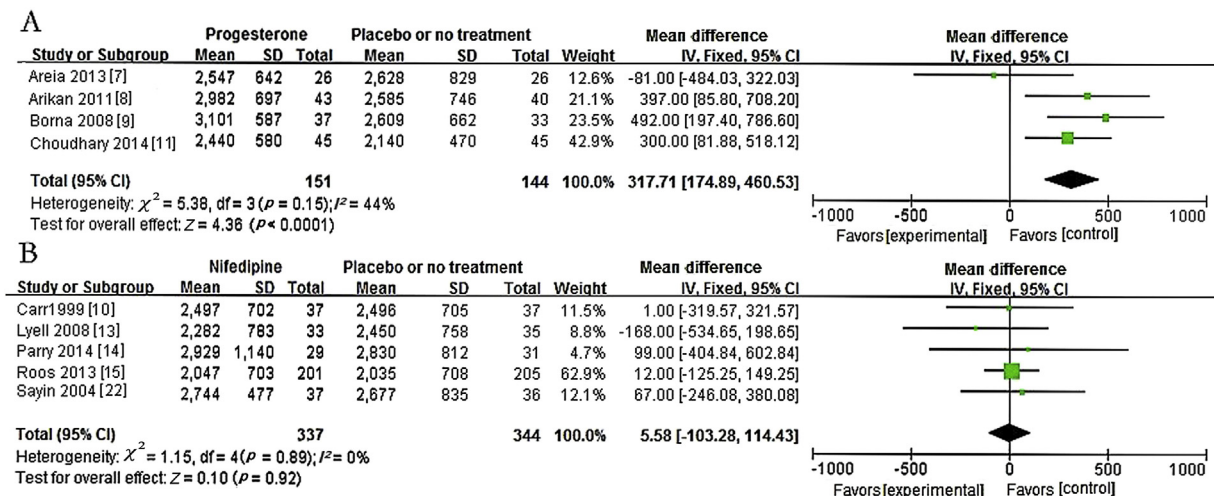 A
Progesterone Placebo or no treatment Mean difference Mean difference
Study or Subgroup Mean SD Total Mean SD Total Weight IV, Fixed, 95% CI IV, Fixed, 95% CI
Areia 2013 [7] 2,547 642 26 2,628 829 26 12.6% -81.00 [-484.03, 322.03]
Arikan 2011 [8] 2,982 697 43 2,585 746 40 21.1% 397.00 [85.80, 708.20]
Borna 2008 [9] 3,101 587 37 2,609 662 33 23.5% 492.00 [197.40, 786.60]
Choudhary 2014 [11] 2,440 580 45 2,140 470 45 42.9% 300.00 [81.88, 518.12]
Total (95% CI) 151 144 100.0% 317.71 [174.89, 460.53]
Heterogeneity: χ² = 5.38, df = 3 (p = 0.15); I² = 44%
Test for overall effect: Z = 4.36 (p < 0.0001)
-1000 -500 0 500 1000
Favors [experimental] Favors [control]
B
Nifedipine Placebo or no treatment Mean difference Mean difference
Study or Subgroup Mean SD Total Mean SD Total Weight IV, Fixed, 95% CI IV, Fixed, 95% CI
Carr1999 [10] 2,497 702 37 2,496 705 37 11.5% 1.00 [-319.57, 321.57]
Lyell 2008 [13] 2,282 783 33 2,450 758 35 8.8% -168.00 [-534.65, 198.65]
Parry 2014 [14] 2,929 1,140 29 2,830 812 31 4.7% 99.00 [-404.84, 602.84]
Roos 2013 [15] 2,047 703 201 2,035 708 205 62.9% 12.00 [-125.25, 149.25]
Sayin 2004 [22] 2,744 477 37 2,677 835 36 12.1% 67.00 [-246.08, 380.08]
Total (95% CI) 337 344 100.0% 5.58 [-103.28, 114.43]
Heterogeneity: χ² = 1.15, df = 4 (p = 0.89); I² = 0%
Test for overall effect: Z = 0.10 (p = 0.92)
-1000 -500 0 500 1000
Favors [experimental] Favors [control]